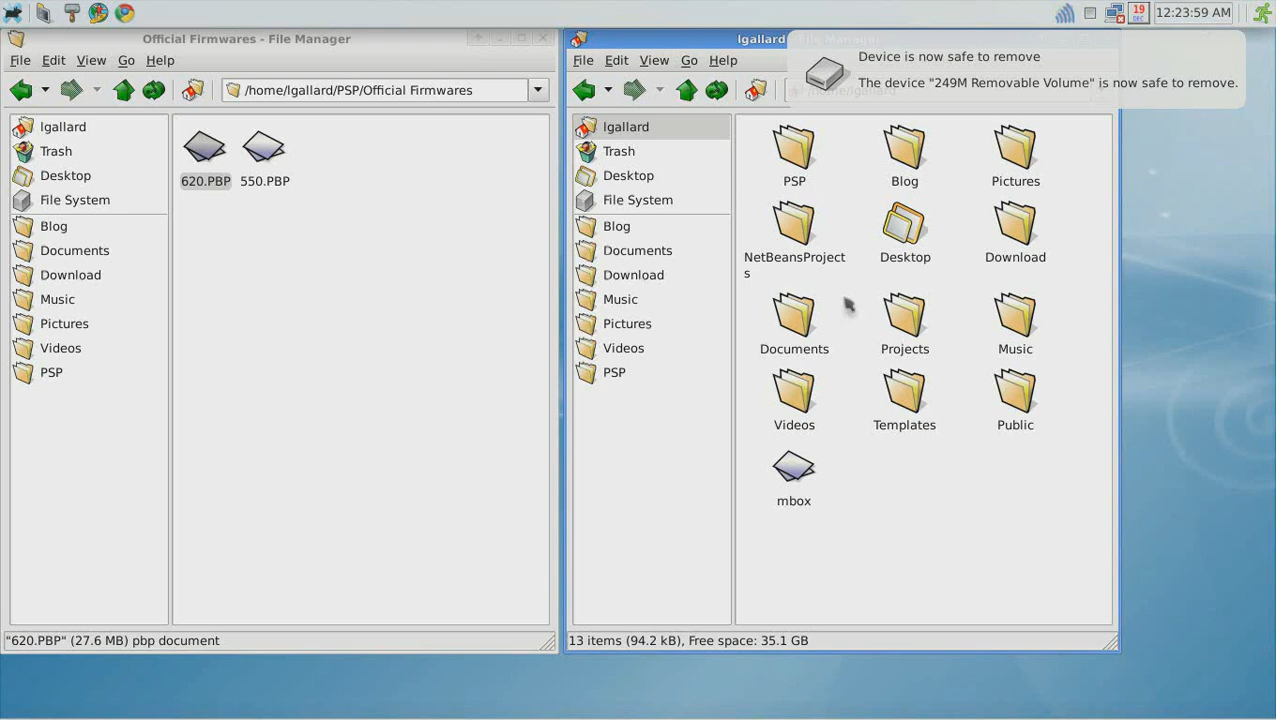 19
DEC
12:23:59 AM
Official Firmwares - File Manager
File Edit View Go Help
/home/lgallard/PSP/Official Firmwares
lgallard
Trash
Desktop
File System
Blog
Documents
Download
Music
Pictures
Videos
PSP
620.PBP 550.PBP
"620.PBP" (27.6 MB) pbp document
lgallard - File Manager
File Edit View Go Help
Device is now safe to remove
The device "249M Removable Volume" is now safe to remove.
lgallard
Trash
Desktop
File System
Blog
Documents
Download
Music
Pictures
Videos
PSP
PSP Blog Pictures
NetBeansProject
s
Desktop Download
Documents Projects Music
Videos Templates Public
mbox
13 items (94.2 kB), Free space: 35.1 GB